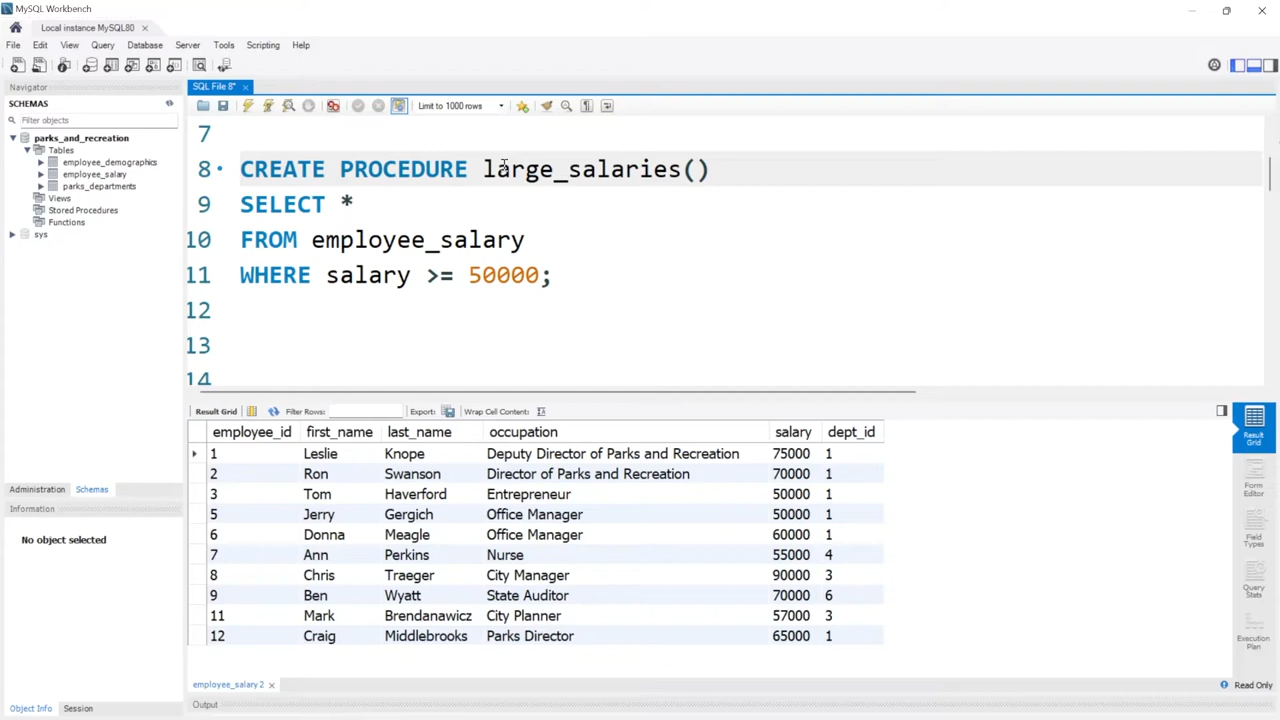 MySQL Workbench
Local instance MySQL80
File Edit View Query Database Server Tools Scripting Help
Navigator
SQL File 8*
SCHEMAS
Limit to 1000 rows
Filter objects
parks_and_recreation
Tables
employee_demographics
employee_salary
parks_departments
Views
Stored Procedures
Functions
sys
7
8 CREATE PROCEDURE large_salaries()
9 SELECT *
10 FROM employee_salary
11 WHERE salary >= 50000;
12
13
14
Result Grid Filter Rows: Export: Wrap Cell Content:
employee_id first_name last_name occupation salary dept_id
1 Leslie Knope Deputy Director of Parks and Recreation 75000 1
2 Ron Swanson Director of Parks and Recreation 70000 1
3 Tom Haverford Entrepreneur 50000 1
5 Jerry Gergich Office Manager 50000 1
6 Donna Meagle Office Manager 60000 1
7 Ann Perkins Nurse 55000 4
8 Chris Traeger City Manager 90000 3
9 Ben Wyatt State Auditor 70000 6
11 Mark Brendanawicz City Planner 57000 3
12 Craig Middlebrooks Parks Director 65000 1
Result
Grid
Form
Editor
Field
Types
Query
Stats
Execution
Plan
Administration Schemas
Information
No object selected
employee_salary 2
Read Only
Object Info Session
Output